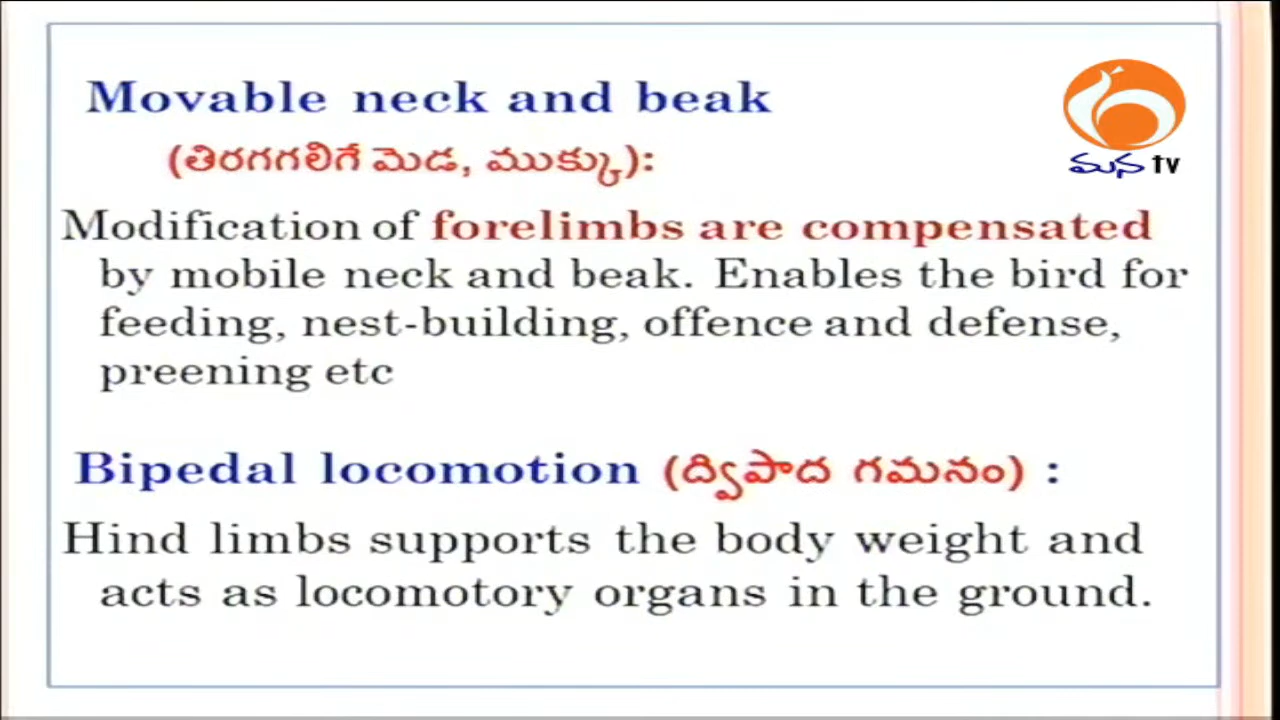 Movable neck and beak
(తిరగగలిగే మెడ, ముక్కు):
మన tv
Modification of forelimbs are compensated
by mobile neck and beak. Enables the bird for
feeding, nest-building, offence and defense,
preening etc
Bipedal locomotion (ద్విపాద గమనం) :
Hind limbs supports the body weight and
acts as locomotory organs in the ground.